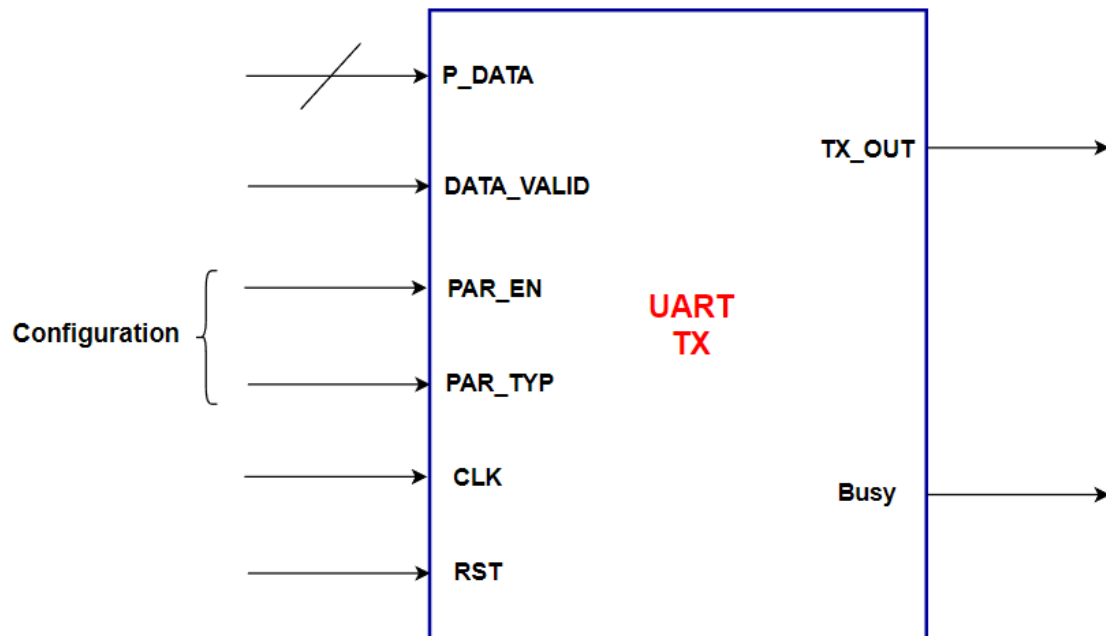 P_DATA
TX_OUT
DATA_VALID
PAR_EN
UART
TX
Configuration
PAR_TYP
CLK
Busy
RST